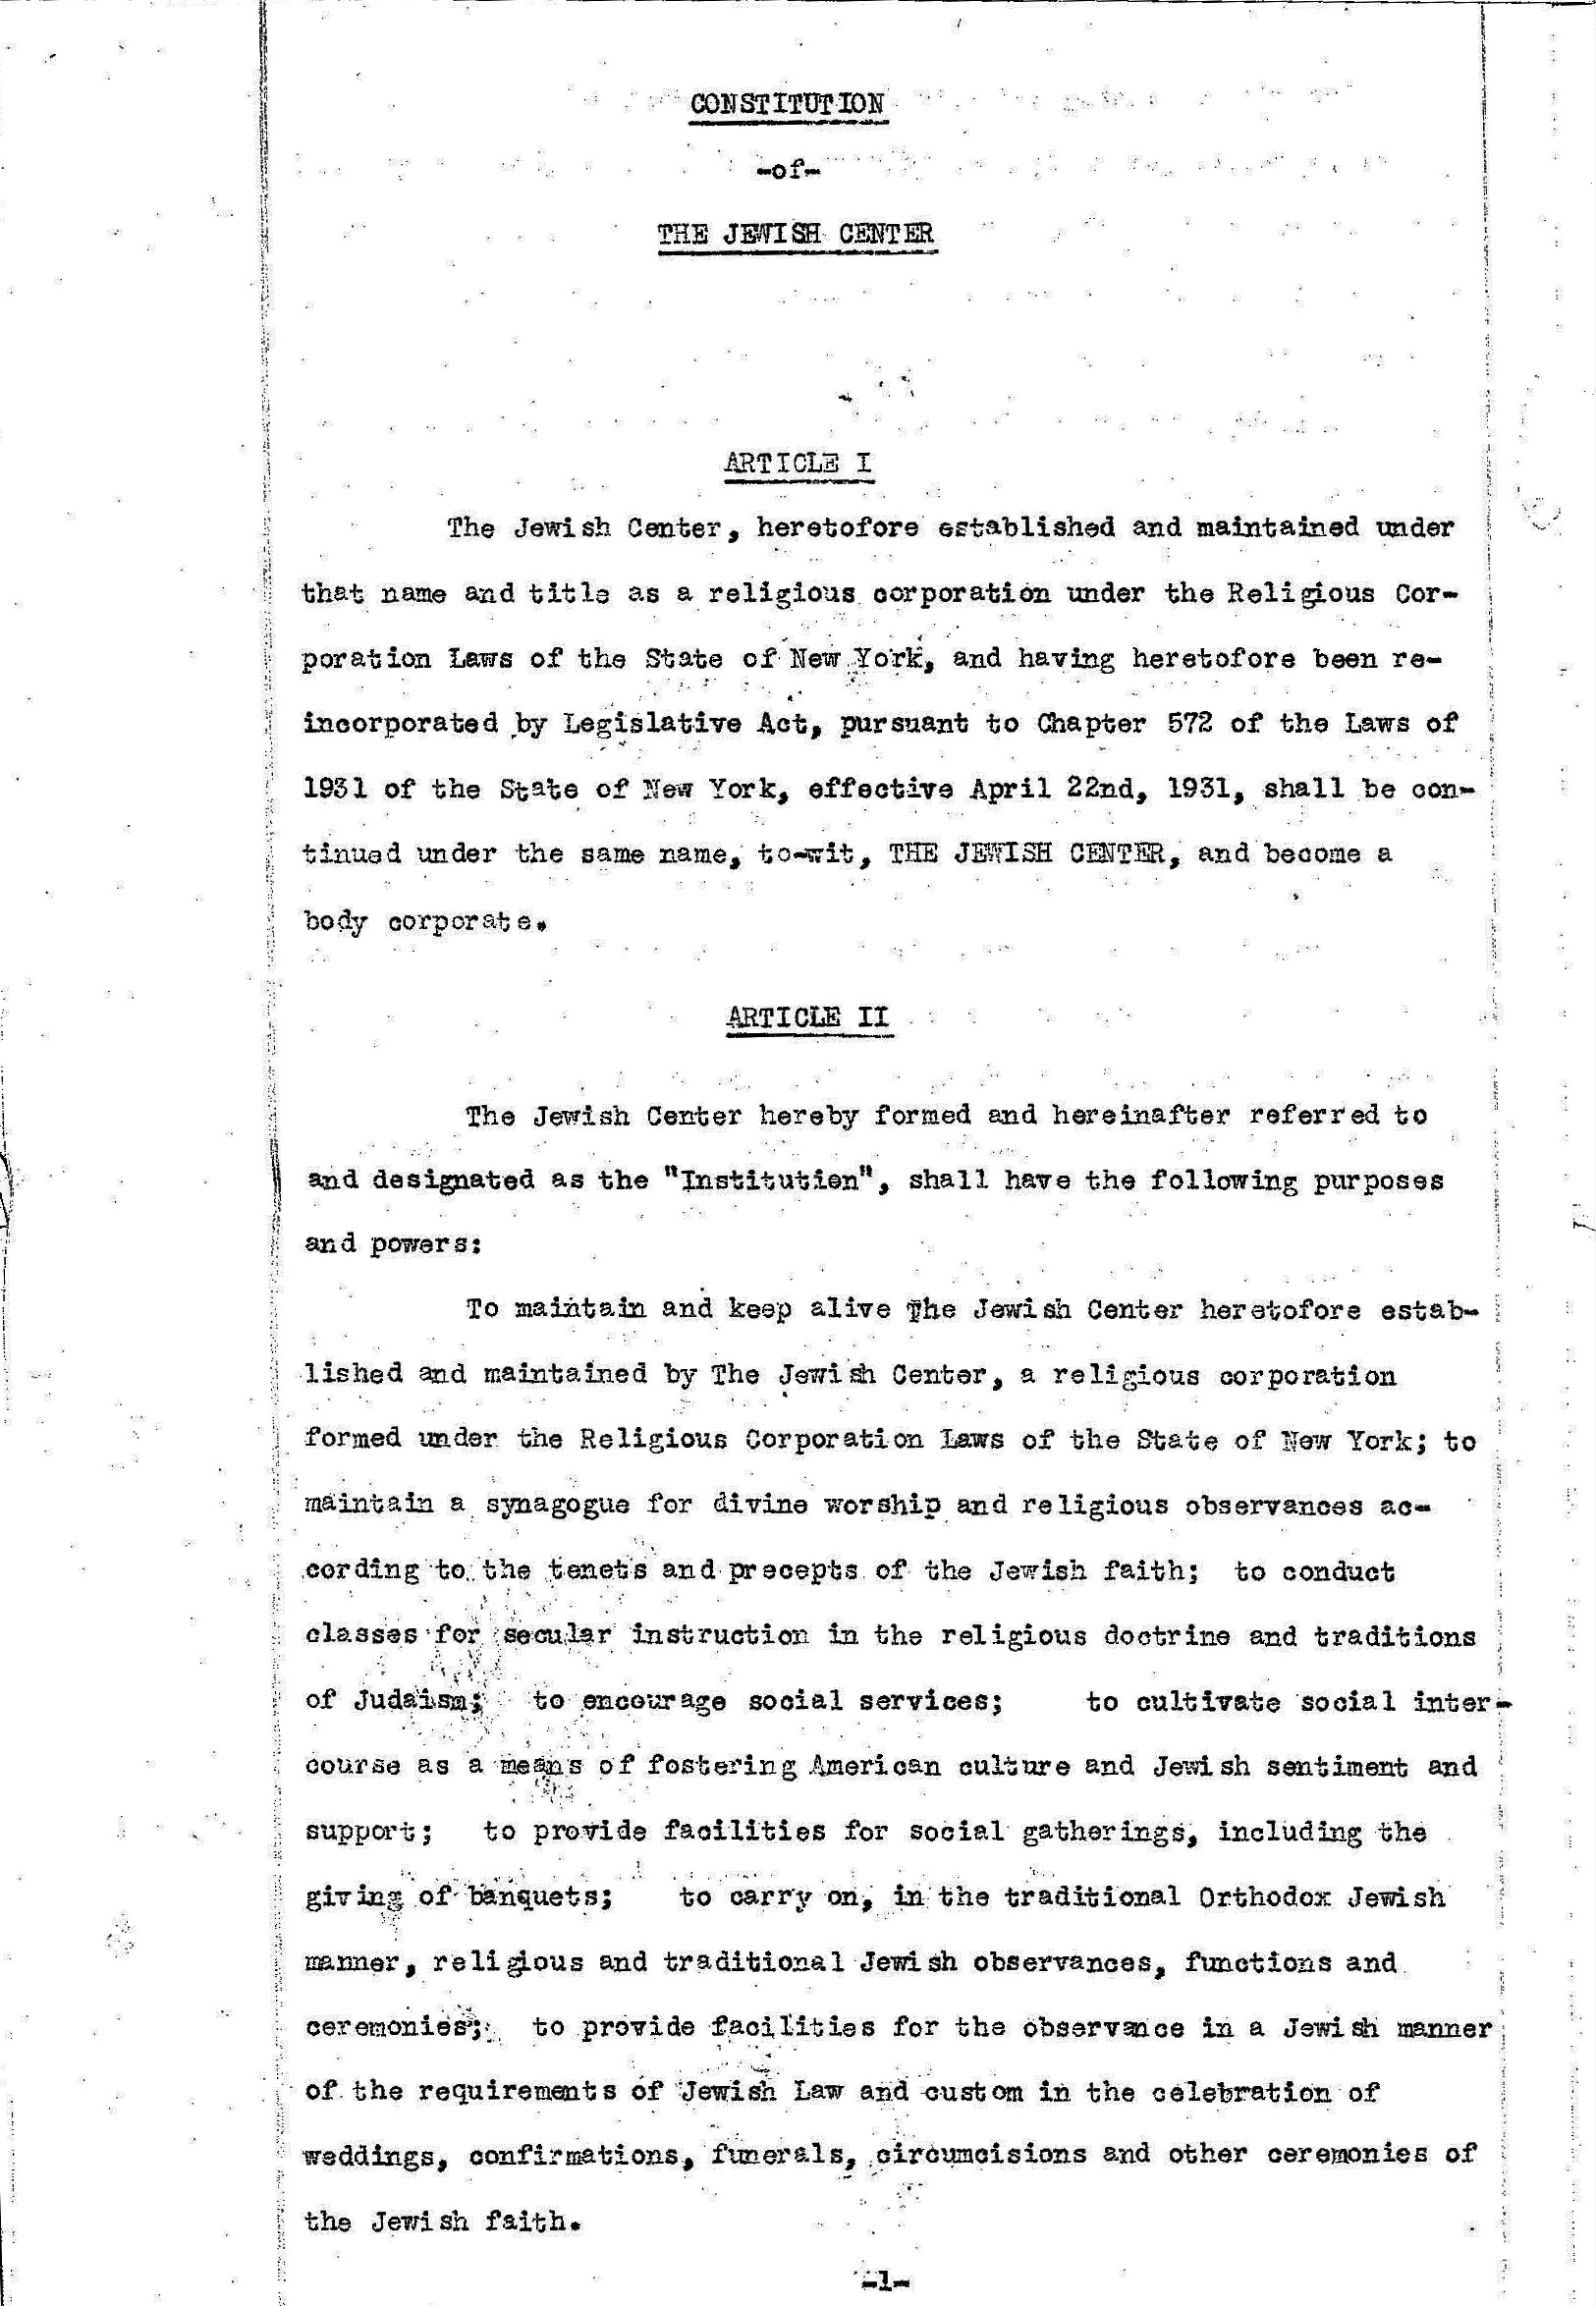 CONSTITUTION
-of-
THE JEWISH CENTER
ARTICLE I
The Jewish Center, heretofore established and maintained under
that name and title as a religious corporation under the Religious Cor-
poration Laws of the State of New York, and having heretofore been re-
incorporated by Legislative Act, pursuant to Chapter 572 of the Laws of
1931 of the State of New York, effective April 22nd, 1931, shall be con-
tinued under the same name, to-wit, THE JEWISH CENTER, and become a
body corporate.
ARTICLE II
The Jewish Center hereby formed and hereinafter referred to
and designated as the "Institution", shall have the following purposes
and powers:
To maintain and keep alive The Jewish Center heretofore estab-
lished and maintained by The Jewish Center, a religious corporation
formed under the Religious Corporation Laws of the State of New York; to
maintain a synagogue for divine worship and religious observances ac-
cording to the tenets and precepts of the Jewish faith; to conduct
classes for secular instruction in the religious doctrine and traditions
of Judaism; to encourage social services; to cultivate social inter-
course as a means of fostering American culture and Jewish sentiment and
support; to provide facilities for social gatherings, including the
giving of banquets; to carry on, in the traditional Orthodox Jewish
manner, religious and traditional Jewish observances, functions and
ceremonies; to provide facilities for the observance in a Jewish manner
of the requirements of Jewish Law and custom in the celebration of
weddings, confirmations, funerals, circumcisions and other ceremonies of
the Jewish faith.
-1-